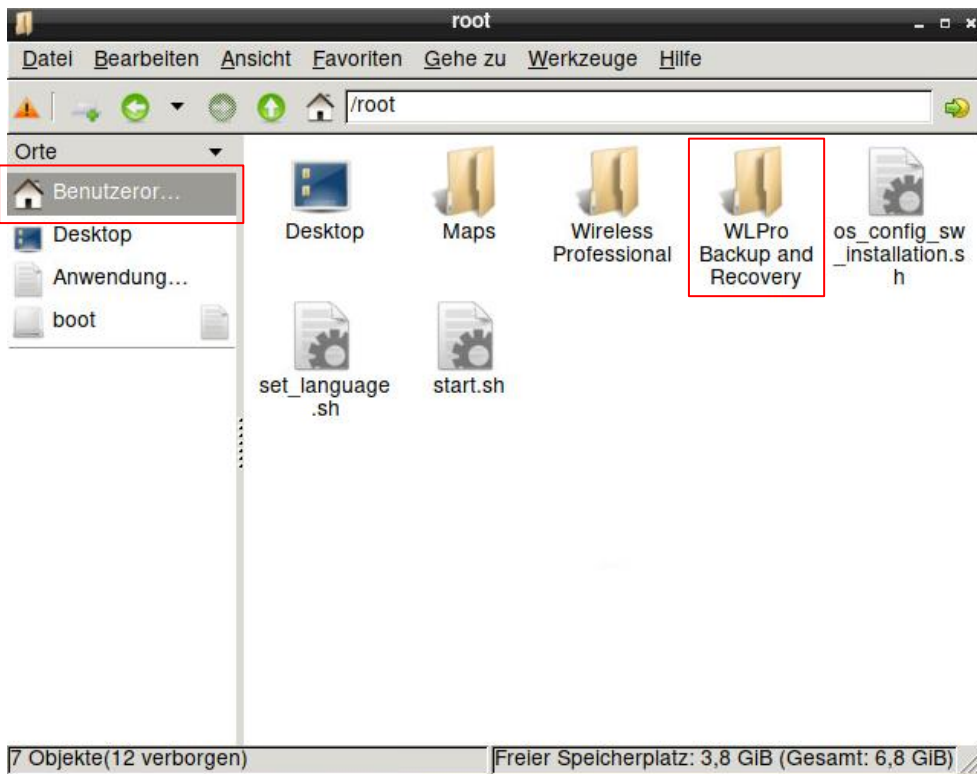 root
Datei Bearbeiten Ansicht Favoriten Gehe zu Werkzeuge Hilfe
/root
Orte
Benutzeror...
Desktop
Anwendung...
boot
Desktop
Maps
Wireless
Professional
WLPro
Backup and
Recovery
os_config_sw
_installation.s
h
set_language
.sh
start.sh
7 Objekte(12 verborgen)
Freier Speicherplatz: 3,8 GiB (Gesamt: 6,8 GiB)